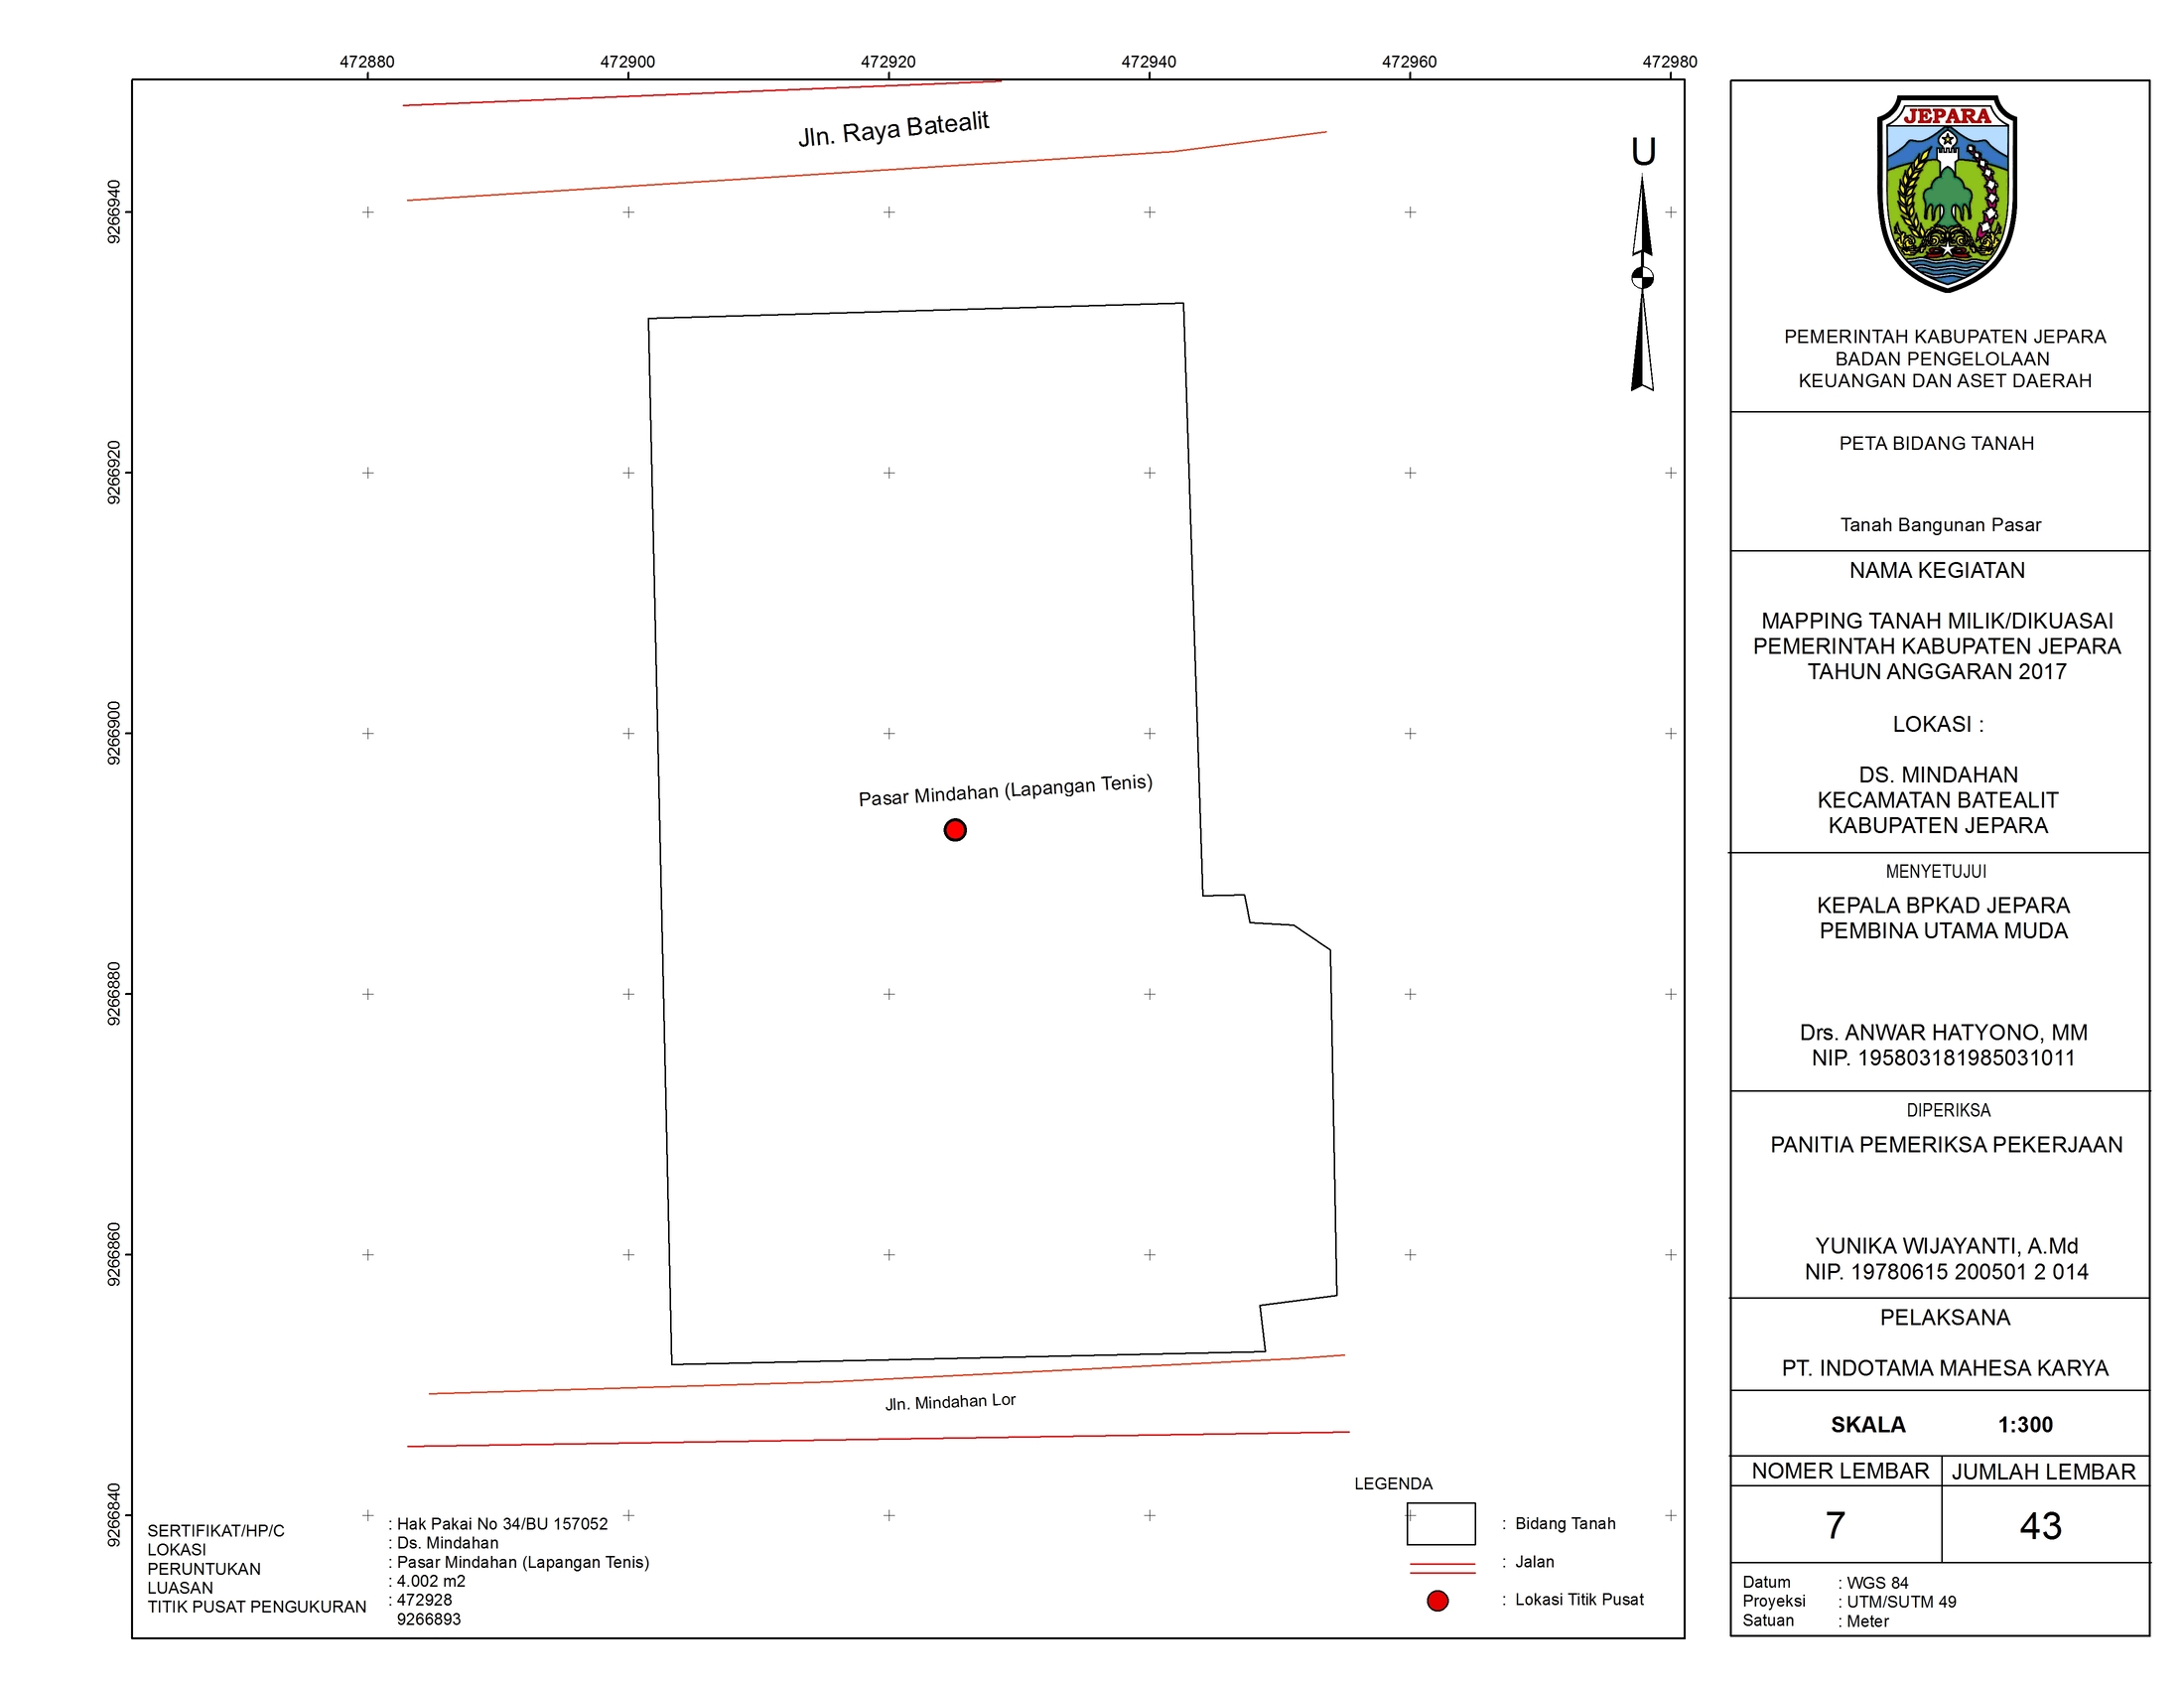 472880 472900 472920 472940 472960 472980
9266940
9266920
9266900
9266880
9266860
9266840
Jln. Raya Batealit
U
Pasar Mindahan (Lapangan Tenis)
Jln. Mindahan Lor
SERTIFIKAT/HP/C : Hak Pakai No 34/BU 157052
LOKASI : Ds. Mindahan
PERUNTUKAN : Pasar Mindahan (Lapangan Tenis)
LUASAN : 4.002 m2
TITIK PUSAT PENGUKURAN : 472928
9266893
LEGENDA
: Bidang Tanah
: Jalan
: Lokasi Titik Pusat
JEPARA
PEMERINTAH KABUPATEN JEPARA
BADAN PENGELOLAAN
KEUANGAN DAN ASET DAERAH
PETA BIDANG TANAH
Tanah Bangunan Pasar
NAMA KEGIATAN
MAPPING TANAH MILIK/DIKUASAI
PEMERINTAH KABUPATEN JEPARA
TAHUN ANGGARAN 2017
LOKASI :
DS. MINDAHAN
KECAMATAN BATEALIT
KABUPATEN JEPARA
MENYETUJUI
KEPALA BPKAD JEPARA
PEMBINA UTAMA MUDA
Drs. ANWAR HATYONO, MM
NIP. 195803181985031011
DIPERIKSA
PANITIA PEMERIKSA PEKERJAAN
YUNIKA WIJAYANTI, A.Md
NIP. 19780615 200501 2 014
PELAKSANA
PT. INDOTAMA MAHESA KARYA
SKALA 1:300
NOMER LEMBAR JUMLAH LEMBAR
7 43
Datum : WGS 84
Proyeksi : UTM/SUTM 49
Satuan : Meter